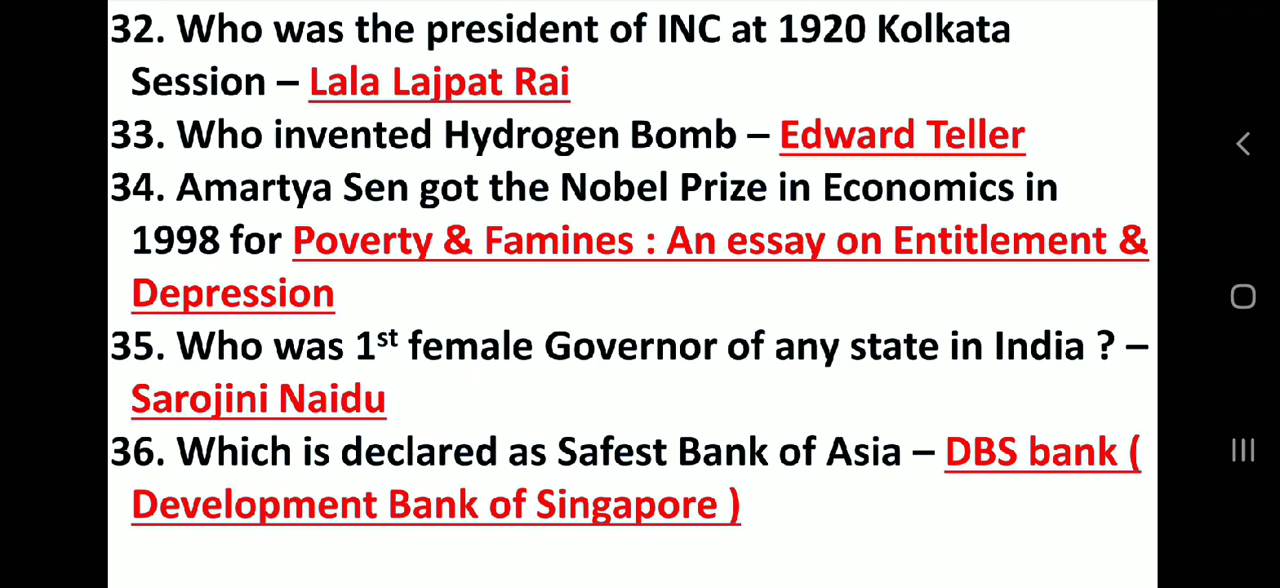 32. Who was the president of INC at 1920 Kolkata
Session – Lala Lajpat Rai
33. Who invented Hydrogen Bomb – Edward Teller
34. Amartya Sen got the Nobel Prize in Economics in
1998 for Poverty & Famines : An essay on Entitlement &
Depression
35. Who was 1st female Governor of any state in India ? –
Sarojini Naidu
36. Which is declared as Safest Bank of Asia – DBS bank (
Development Bank of Singapore )